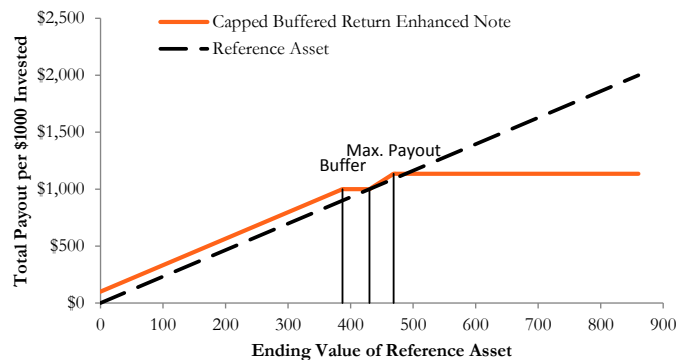 $2,500
Capped Buffered Return Enhanced Note
Reference Asset
$2,000
$1,500
Max. Payout
Buffer
$1,000
$500
$0
Total Payout per $1000 Invested
0 100 200 300 400 500 600 700 800 900
Ending Value of Reference Asset